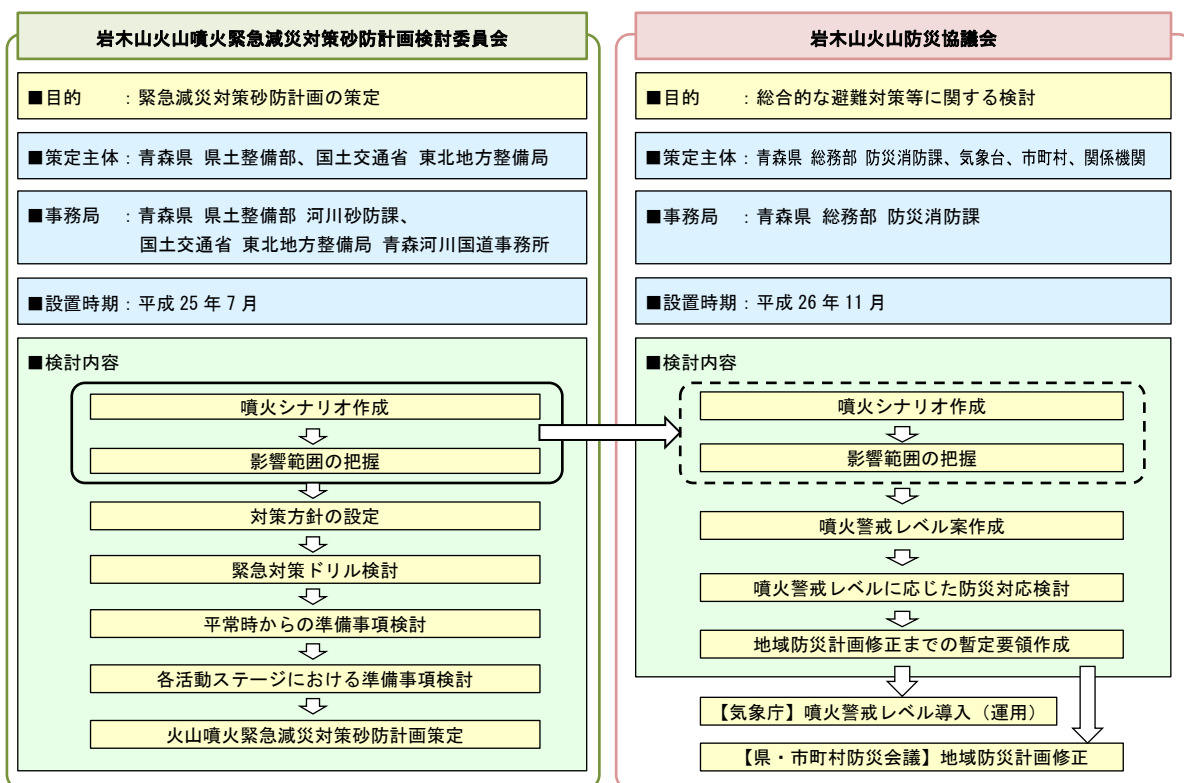 岩木山火山噴火緊急減災対策砂防計画検討委員会
■目的　：緊急減災対策砂防計画の策定
■策定主体：青森県 県土整備部、国土交通省 東北地方整備局
■事務局　：青森県 県土整備部 河川砂防課、
国土交通省 東北地方整備局 青森河川国道事務所
■設置時期：平成 25 年 7 月
■検討内容
噴火シナリオ作成
影響範囲の把握
対策方針の設定
緊急対策ドリル検討
平常時からの準備事項検討
各活動ステージにおける準備事項検討
火山噴火緊急減災対策砂防計画策定
岩木山火山防災協議会
■目的　：総合的な避難対策等に関する検討
■策定主体：青森県 総務部 防災消防課、気象台、市町村、関係機関
■事務局　：青森県 総務部 防災消防課
■設置時期：平成 26 年 11 月
■検討内容
噴火シナリオ作成
影響範囲の把握
噴火警戒レベル案作成
噴火警戒レベルに応じた防災対応検討
地域防災計画修正までの暫定要領作成
【気象庁】噴火警戒レベル導入（運用）
【県・市町村防災会議】地域防災計画修正